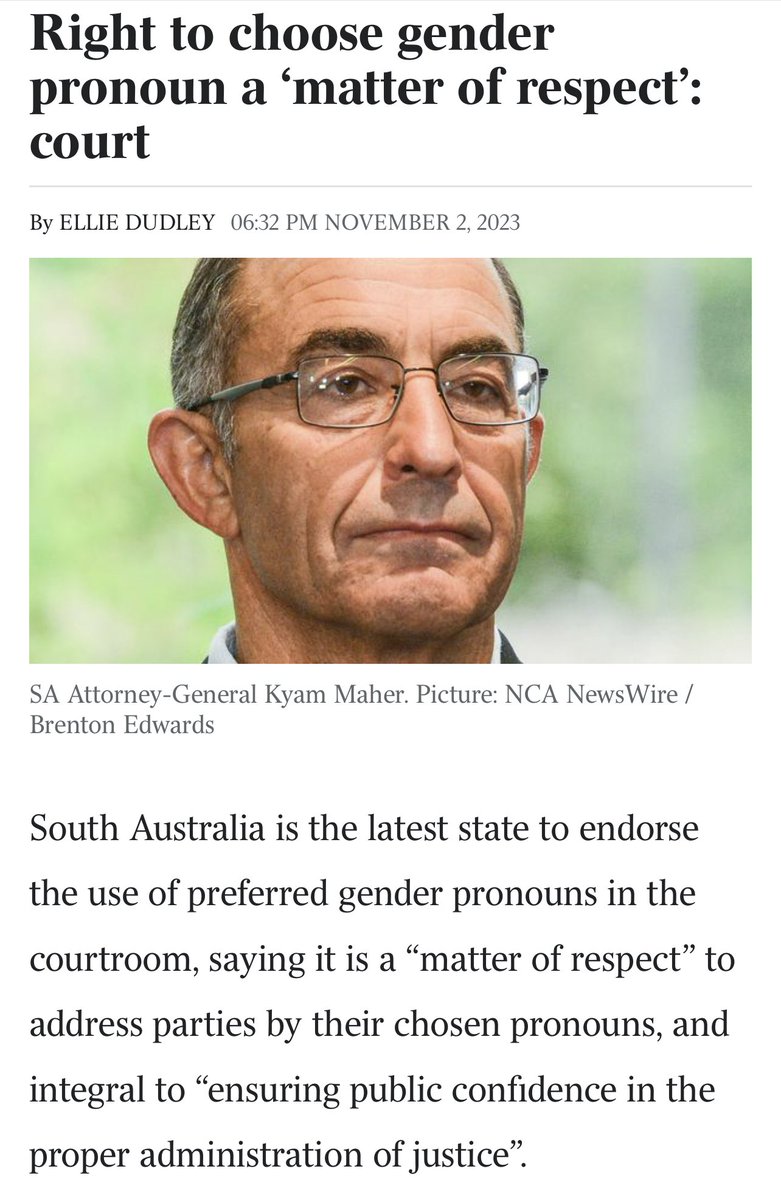 Right to choose gender
pronoun a ‘matter of respect’:
court
By ELLIE DUDLEY 06:32 PM NOVEMBER 2, 2023
SA Attorney-General Kyam Maher. Picture: NCA NewsWire /
Brenton Edwards
South Australia is the latest state to endorse
the use of preferred gender pronouns in the
courtroom, saying it is a “matter of respect” to
address parties by their chosen pronouns, and
integral to “ensuring public confidence in the
proper administration of justice”.